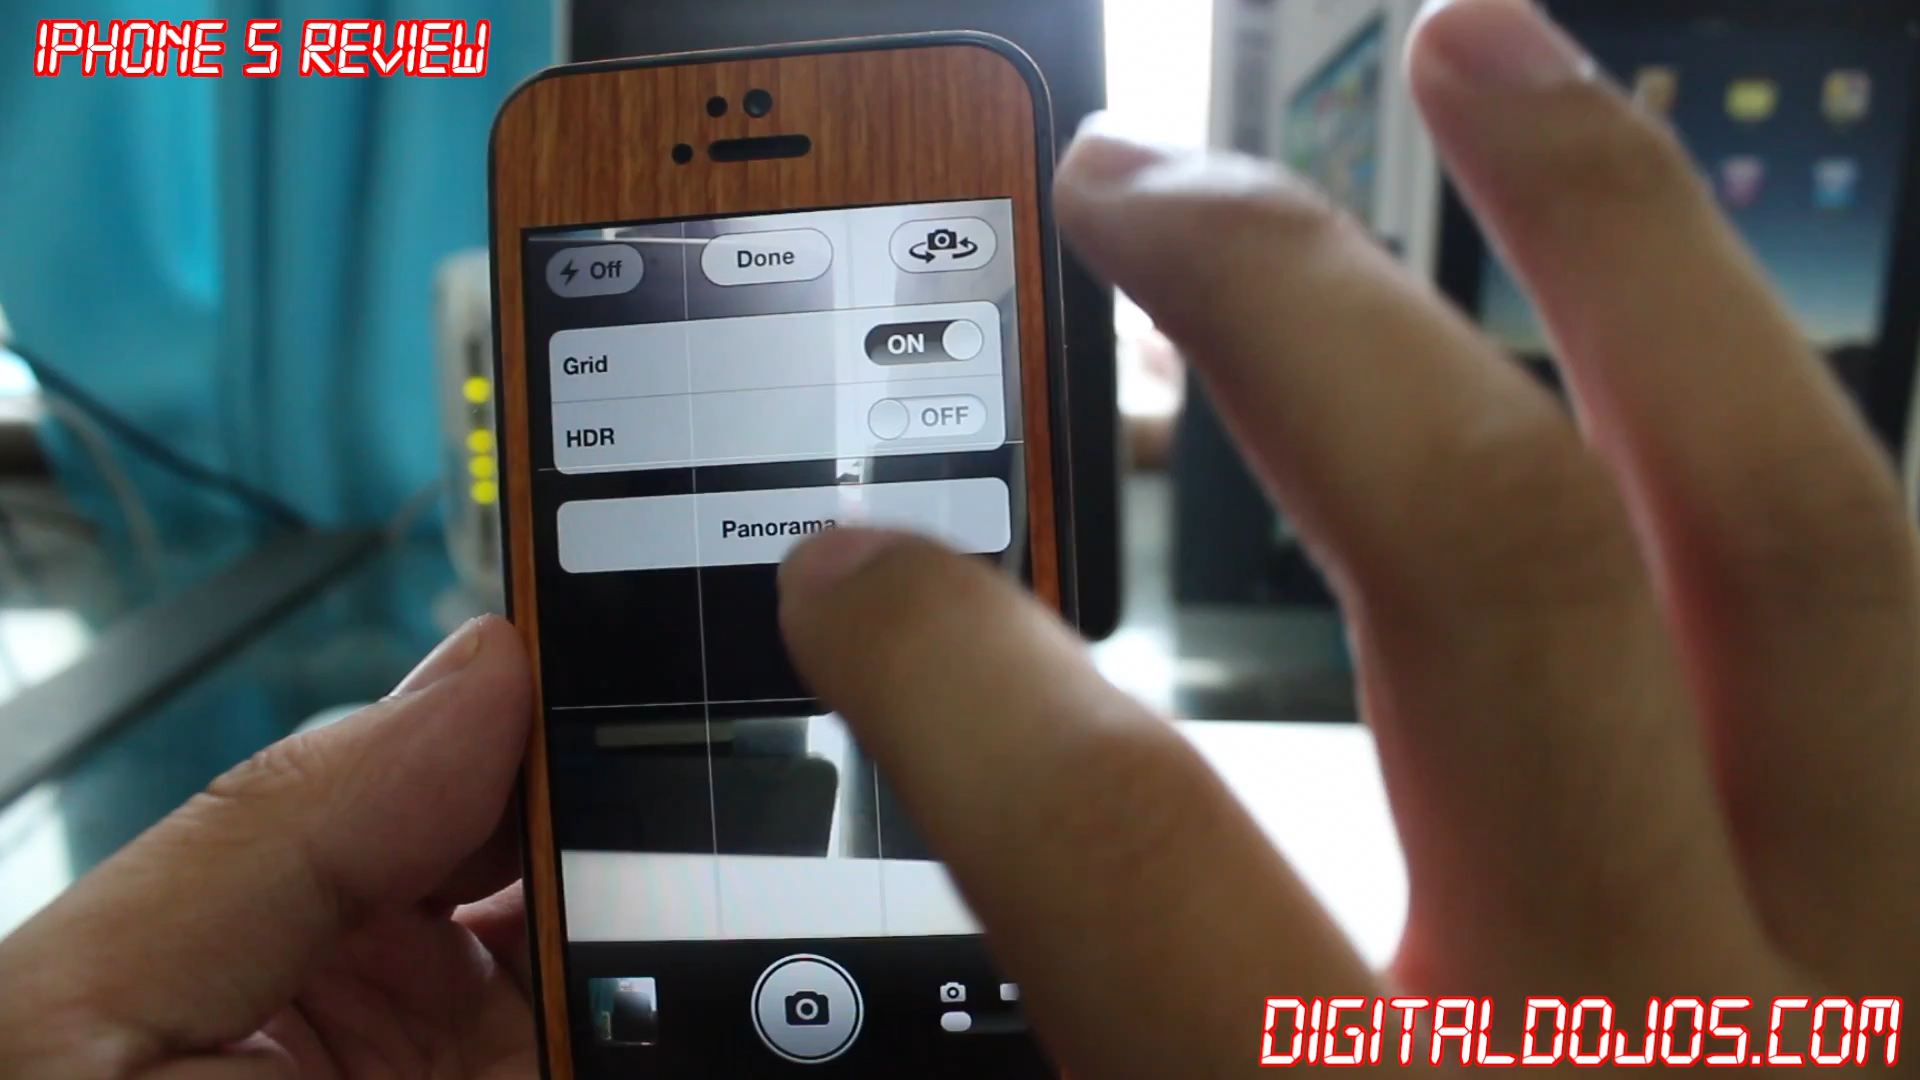 IPHONE 5 REVIEW
Off
Done
Grid
ON
HDR
OFF
Panorama
DIGITALDOJOS.COM